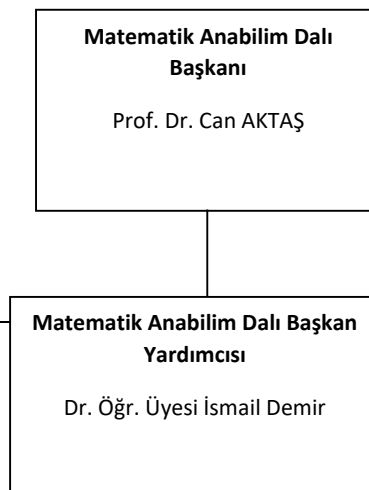 Matematik Anabilim Dalı
Başkanı
Prof. Dr. Can AKTAŞ
Matematik Anabilim Dalı Başkan
Yardımcısı
Dr. Öğr. Üyesi İsmail Demir